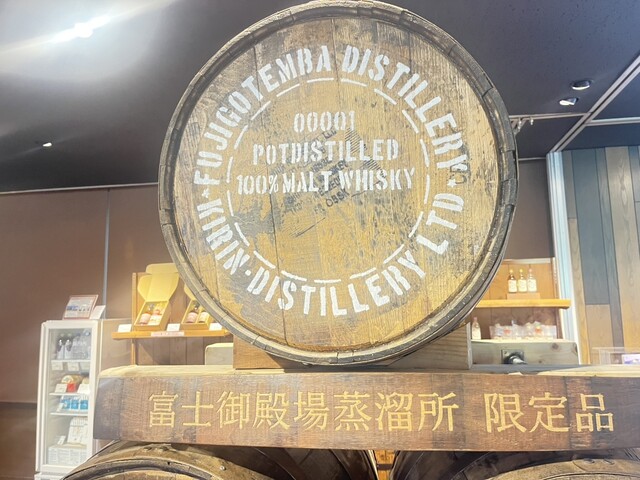 FUJIGOTEMBA DISTILLERY
00001
POTDISTILLED
100% MALT WHISKY
KIRIN・DISTILLERY LTD
富士御殿場蒸溜所 限定品